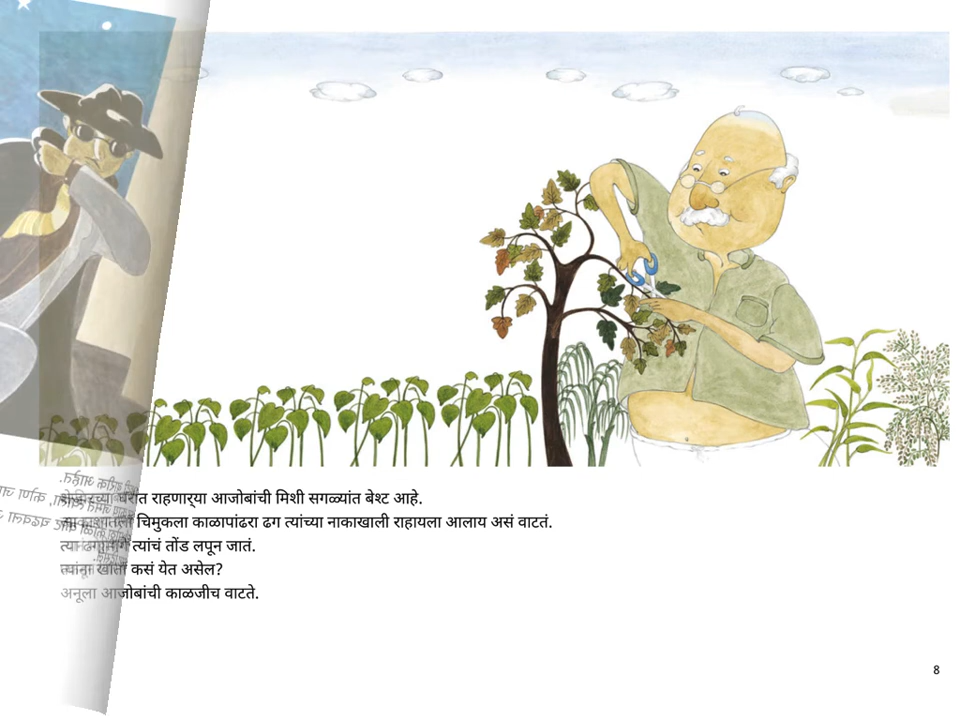 राहणाऱ्या आजोबांची मिशी सगळ्यांत बेश्ट आहे.
चिमुकला काळापांढरा ढग त्यांच्या नाकाखाली राहायला आलाय असं वाटतं.
त्या ढगामागे त्यांचं तोंड लपून जातं.
त्यांना खाता कसं येत असेल?
अनूला आजोबांची काळजीच वाटते.
8